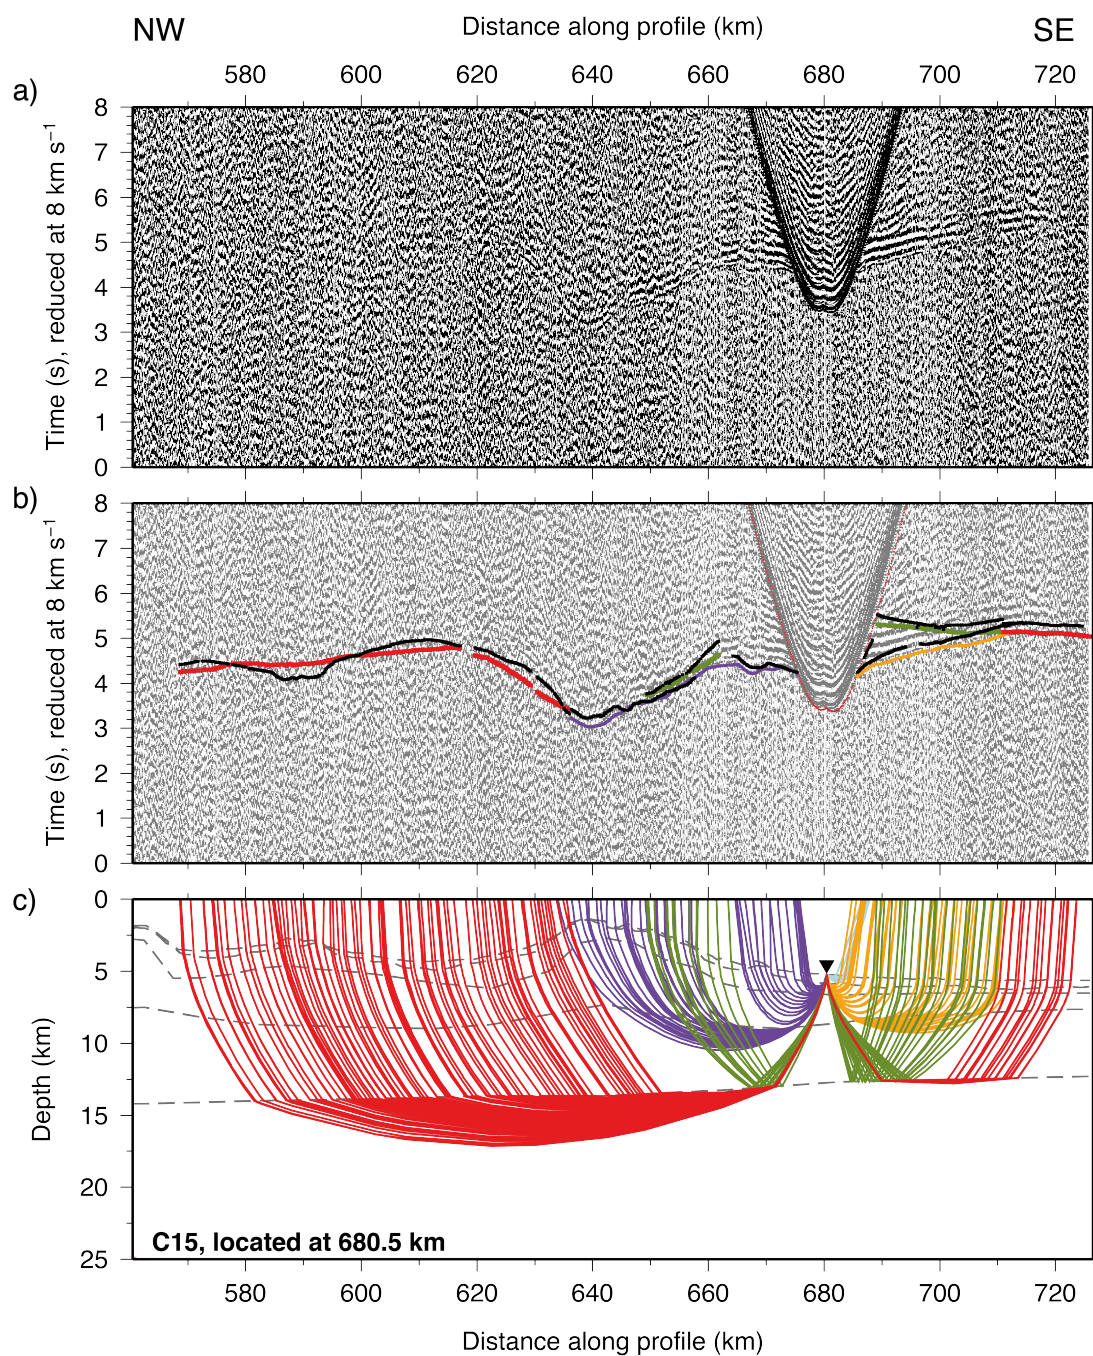 NW Distance along profile (km) SE
580 600 620 640 660 680 700 720
a)
Time (s), reduced at 8 km s⁻¹
8
7
6
5
4
3
2
1
0
b)
Time (s), reduced at 8 km s⁻¹
8
7
6
5
4
3
2
1
0
c)
Depth (km)
0
5
10
15
20
25
C15, located at 680.5 km
580 600 620 640 660 680 700 720
Distance along profile (km)